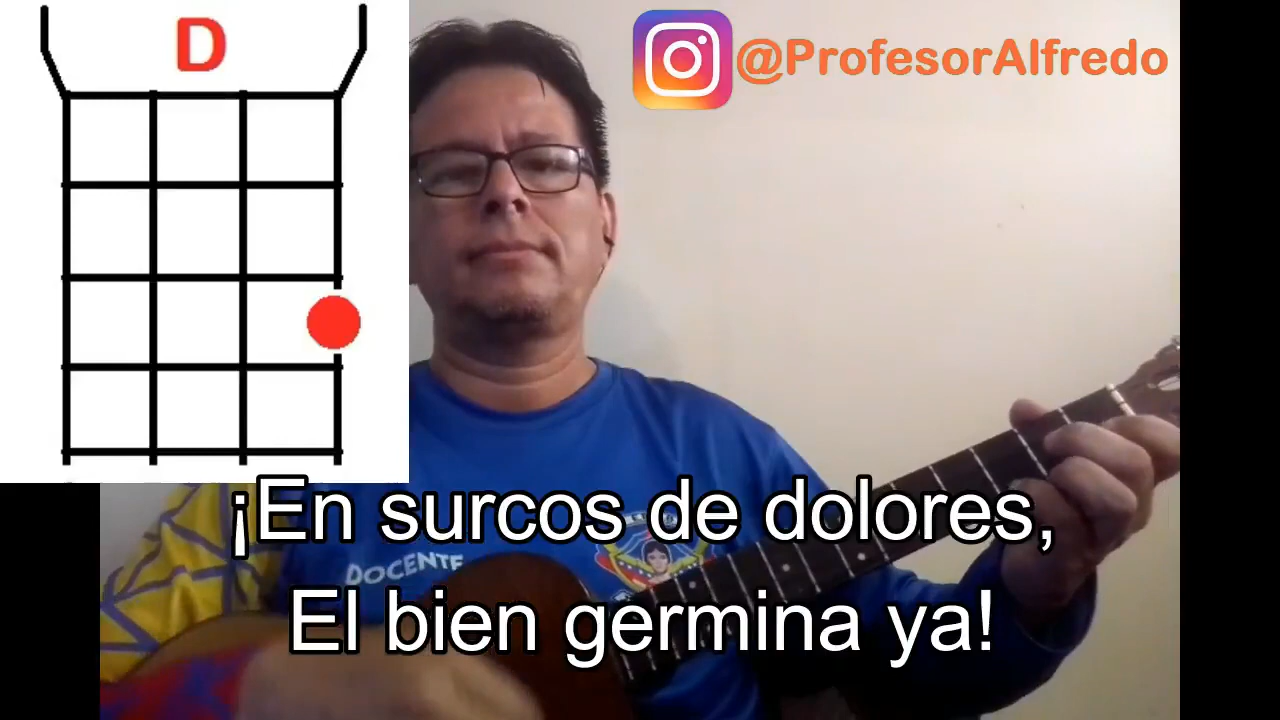 D
@ProfesorAlfredo
¡En surcos de dolores,
DOCENTE
El bien germina ya!